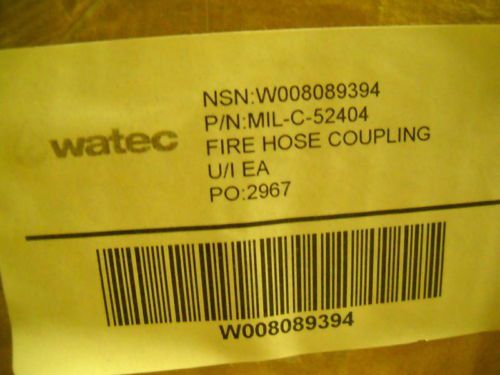 watec
NSN:W008089394
P/N:MIL-C-52404
FIRE HOSE COUPLING
U/I EA
PO:2967
W008089394